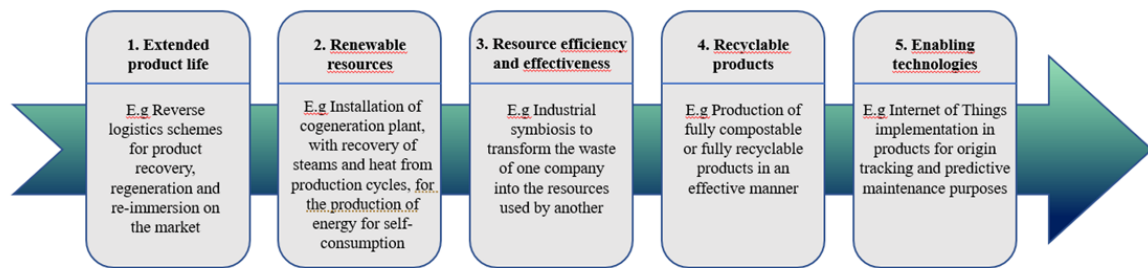 1. Extended
product life
E.g Reverse
logistics schemes
for product
recovery,
regeneration and
re-immersion on
the market
2. Renewable
resources
E.g Installation of
cogeneration plant,
with recovery of
steams and heat from
production cycles, for
the production of
energy for self-
consumption
3. Resource efficiency
and effectiveness
E.g Industrial
symbiosis to
transform the waste
of one company
into the resources
used by another
4. Recyclable
products
E.g Production of
fully compostable
or fully recyclable
products in an
effective manner
5. Enabling
technologies
E.g Internet of Things
implementation in
products for origin
tracking and predictive
maintenance purposes